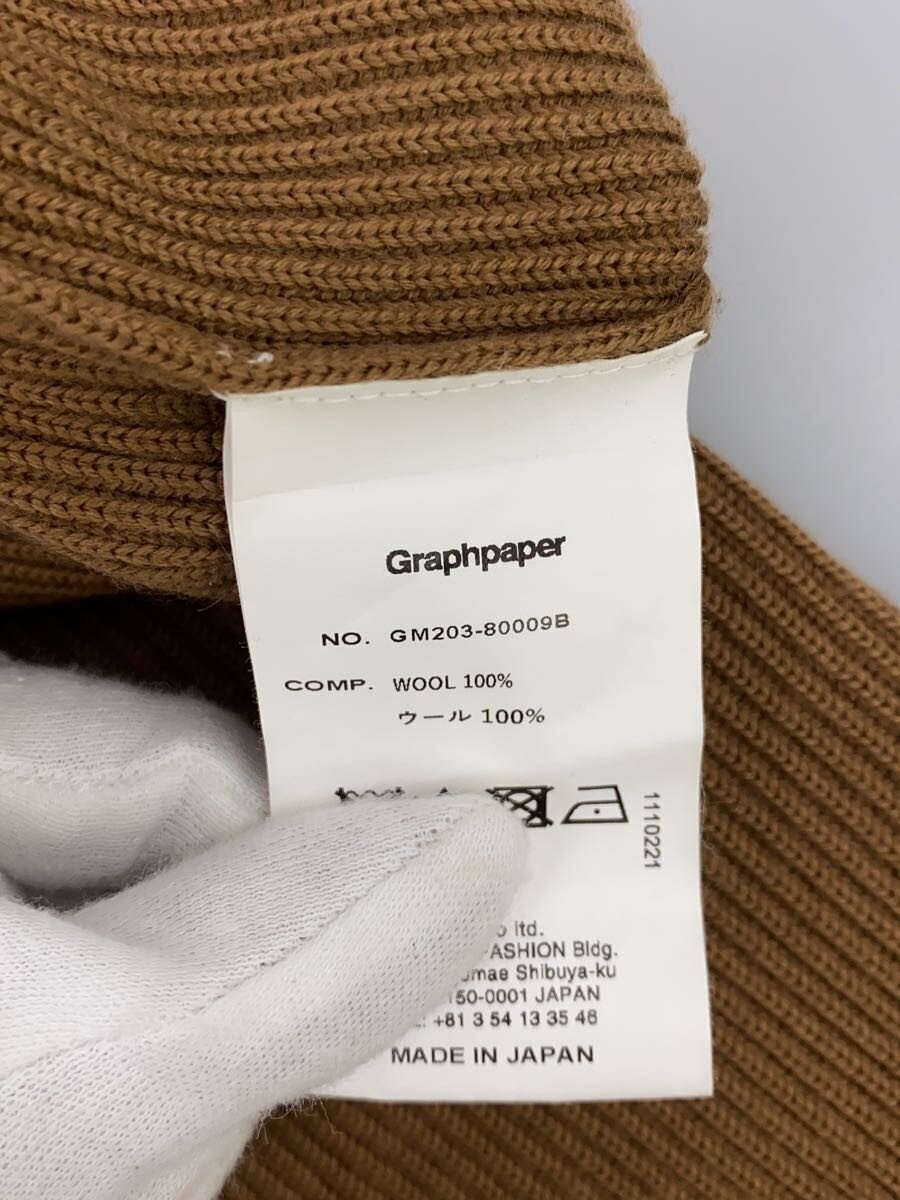 Graphpaper
NO. GM203-80009B
COMP. WOOL 100%
ウール 100%
1110221
ltd.
FASHION Bldg.
Shibuya-ku
150-0001 JAPAN
+81 3 54 13 35 46
MADE IN JAPAN